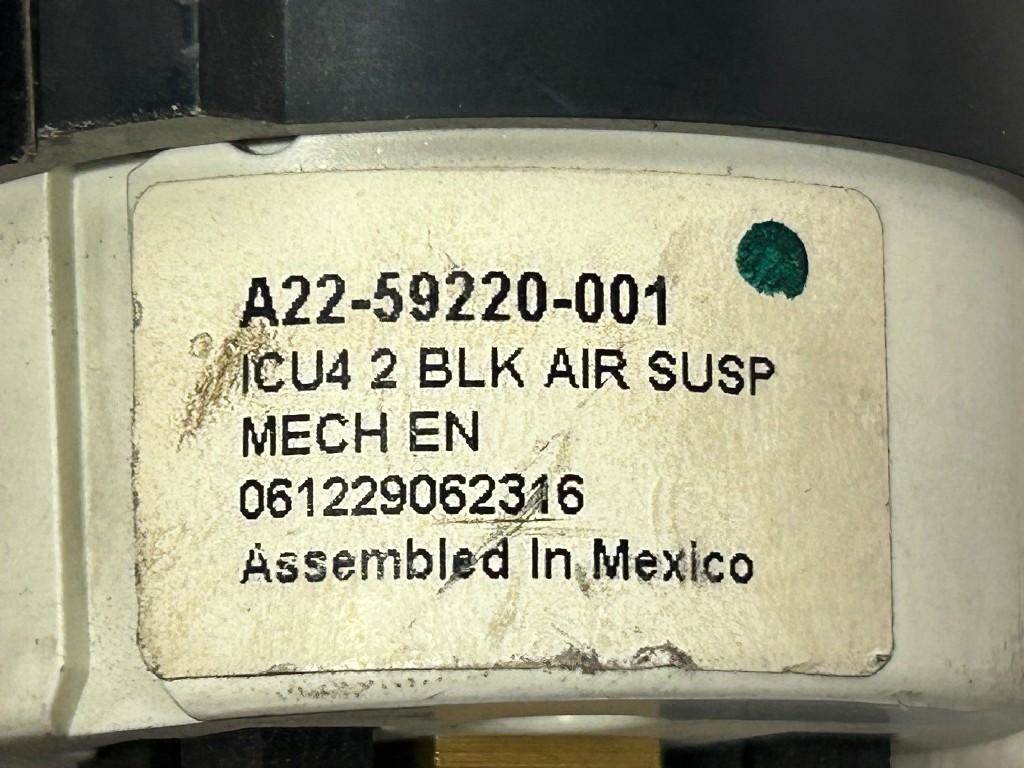 A22-59220-001
ICU4 2 BLK AIR SUSP
MECH EN
061229062316
Assembled In Mexico